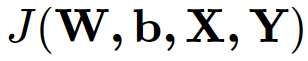 J(W, b, X, Y)